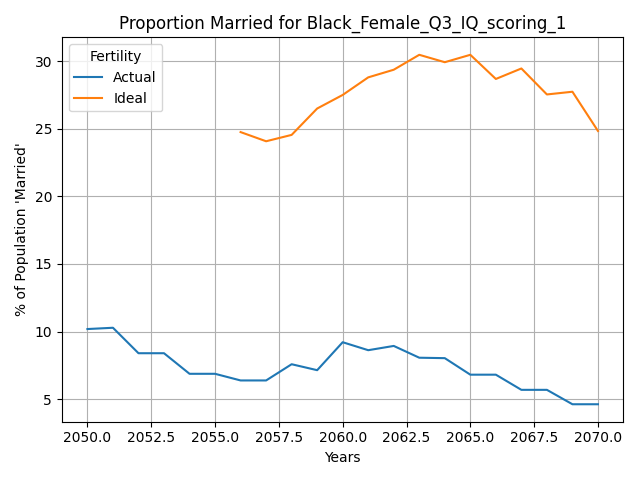 Proportion Married for Black_Female_Q3_IQ_scoring_1
% of Population 'Married'
Fertility
Actual
Ideal
30
25
20
15
10
5
2050.0 2052.5 2055.0 2057.5 2060.0 2062.5 2065.0 2067.5 2070.0
Years